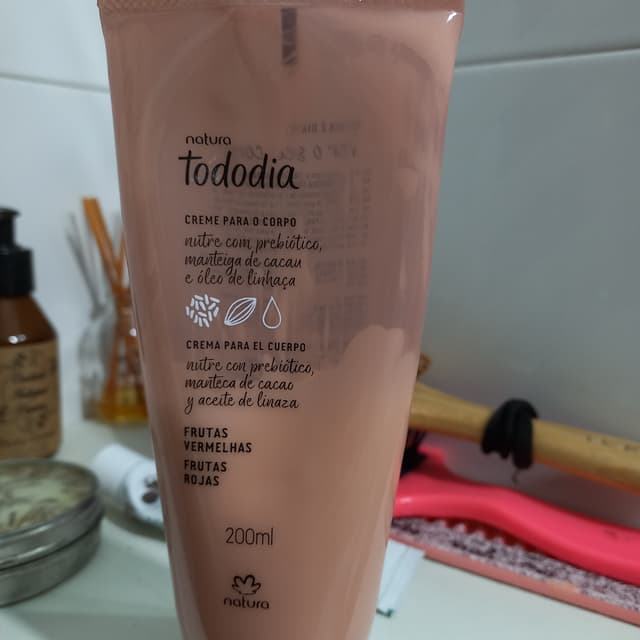 natura
tododia
CREME PARA O CORPO
nutre com prebiótico,
manteiga de cacau
e óleo de linhaça
CREMA PARA EL CUERPO
nutre con prebiótico,
manteca de cacao
y aceite de linaza
FRUTAS
VERMELHAS
FRUTAS
ROJAS
200ml
natura